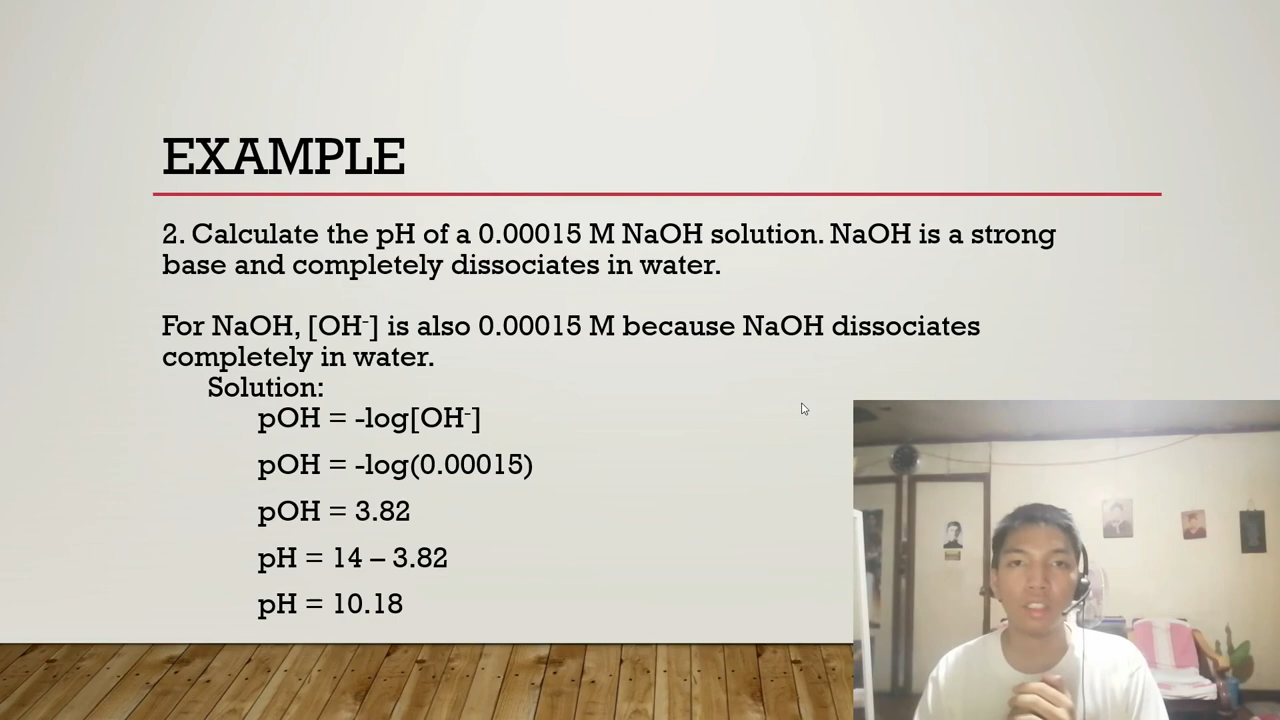 EXAMPLE
2. Calculate the pH of a 0.00015 M NaOH solution. NaOH is a strong
base and completely dissociates in water.
For NaOH, [OH⁻] is also 0.00015 M because NaOH dissociates
completely in water.
Solution:
pOH = -log[OH⁻]
pOH = -log(0.00015)
pOH = 3.82
pH = 14 – 3.82
pH = 10.18